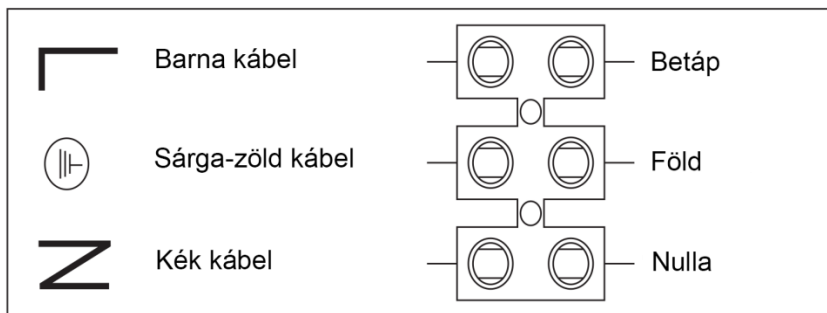 L Barna kábel Betáp
Sárga-zöld kábel Föld
N Kék kábel Nulla